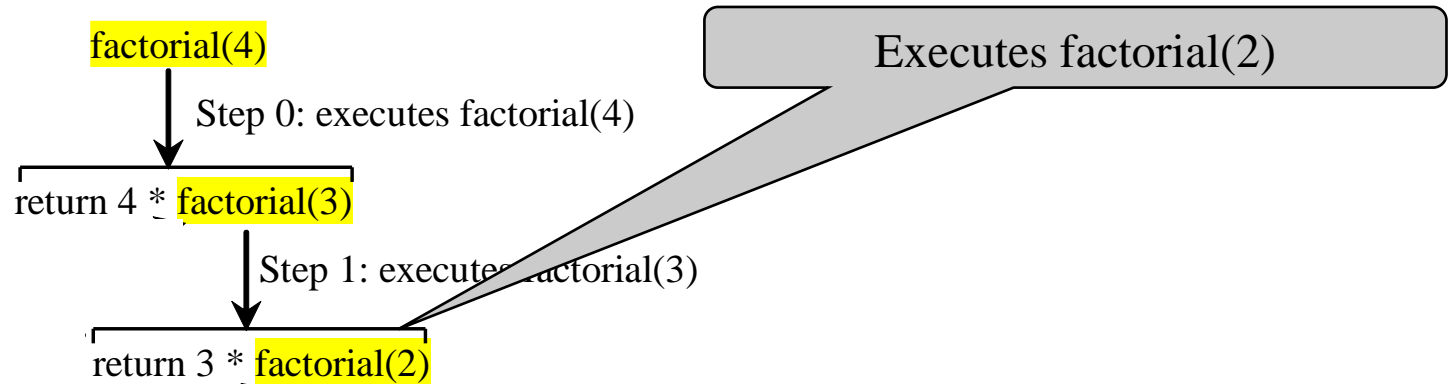 factorial(4)
Executes factorial(2)
Step 0: executes factorial(4)
return 4 * factorial(3)
Step 1: executes factorial(3)
return 3 * factorial(2)